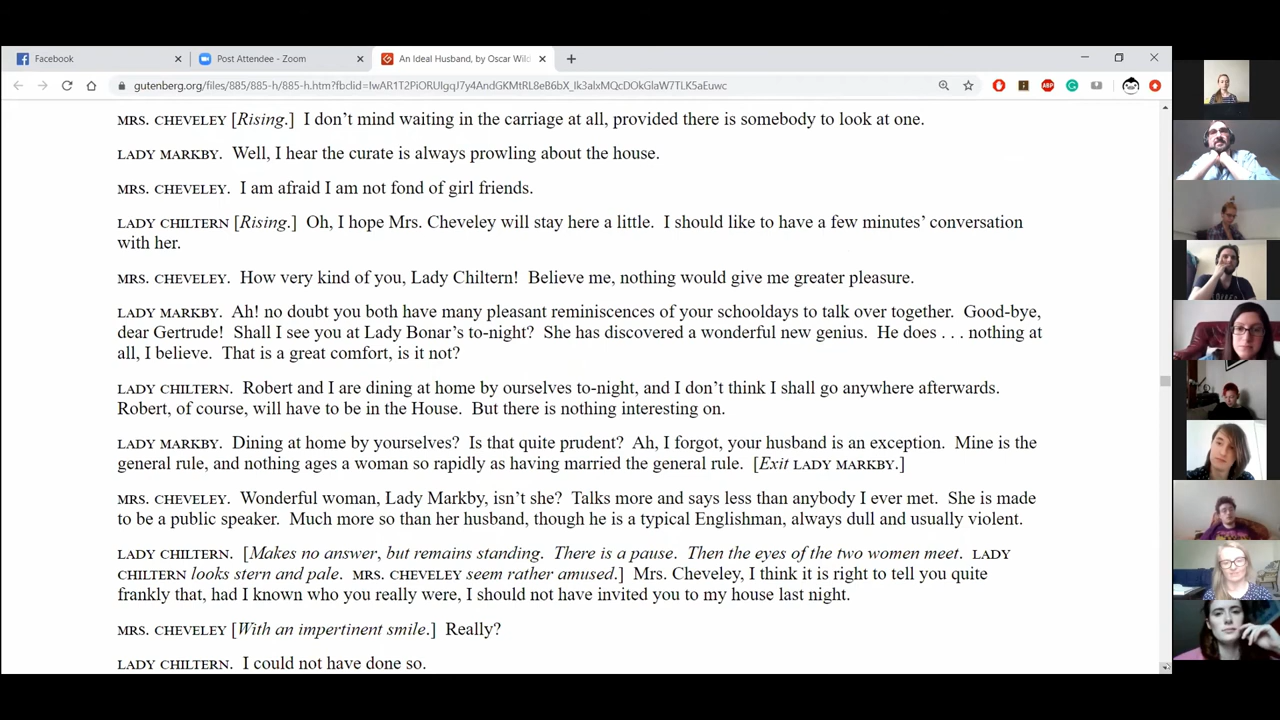 Facebook
Post Attendee - Zoom
An Ideal Husband, by Oscar Wild
gutenberg.org/files/885/885-h/885-h.htm?fbclid=IwAR1T2PiORUIgqJ7y4AndGKMtRL8eB6bX_Ik3alxMQcDOkGlaW7TLK5aEuwc
MRS. CHEVELEY [Rising.] I don’t mind waiting in the carriage at all, provided there is somebody to look at one.
LADY MARKBY. Well, I hear the curate is always prowling about the house.
MRS. CHEVELEY. I am afraid I am not fond of girl friends.
LADY CHILTERN [Rising.] Oh, I hope Mrs. Cheveley will stay here a little. I should like to have a few minutes’ conversation
with her.
MRS. CHEVELEY. How very kind of you, Lady Chiltern! Believe me, nothing would give me greater pleasure.
LADY MARKBY. Ah! no doubt you both have many pleasant reminiscences of your schooldays to talk over together. Good-bye,
dear Gertrude! Shall I see you at Lady Bonar’s to-night? She has discovered a wonderful new genius. He does . . . nothing at
all, I believe. That is a great comfort, is it not?
LADY CHILTERN. Robert and I are dining at home by ourselves to-night, and I don’t think I shall go anywhere afterwards.
Robert, of course, will have to be in the House. But there is nothing interesting on.
LADY MARKBY. Dining at home by yourselves? Is that quite prudent? Ah, I forgot, your husband is an exception. Mine is the
general rule, and nothing ages a woman so rapidly as having married the general rule. [Exit LADY MARKBY.]
MRS. CHEVELEY. Wonderful woman, Lady Markby, isn’t she? Talks more and says less than anybody I ever met. She is made
to be a public speaker. Much more so than her husband, though he is a typical Englishman, always dull and usually violent.
LADY CHILTERN. [Makes no answer, but remains standing. There is a pause. Then the eyes of the two women meet. LADY
CHILTERN looks stern and pale. MRS. CHEVELEY seem rather amused.] Mrs. Cheveley, I think it is right to tell you quite
frankly that, had I known who you really were, I should not have invited you to my house last night.
MRS. CHEVELEY [With an impertinent smile.] Really?
LADY CHILTERN. I could not have done so.